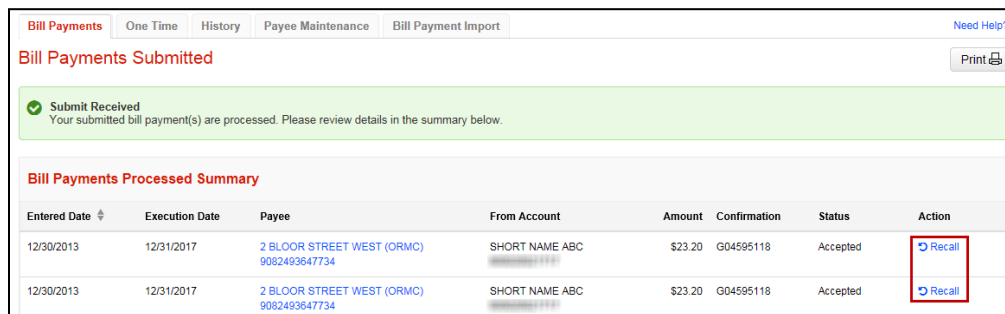 Bill Payments One Time History Payee Maintenance Bill Payment Import Need Help?
Bill Payments Submitted Print
Submit Received
Your submitted bill payment(s) are processed. Please review details in the summary below.
Bill Payments Processed Summary
Entered Date Execution Date Payee From Account Amount Confirmation Status Action
12/30/2013 12/31/2017 2 BLOOR STREET WEST (ORMC) SHORT NAME ABC $23.20 G04595118 Accepted Recall
9082493647734
12/30/2013 12/31/2017 2 BLOOR STREET WEST (ORMC) SHORT NAME ABC $23.20 G04595118 Accepted Recall
9082493647734